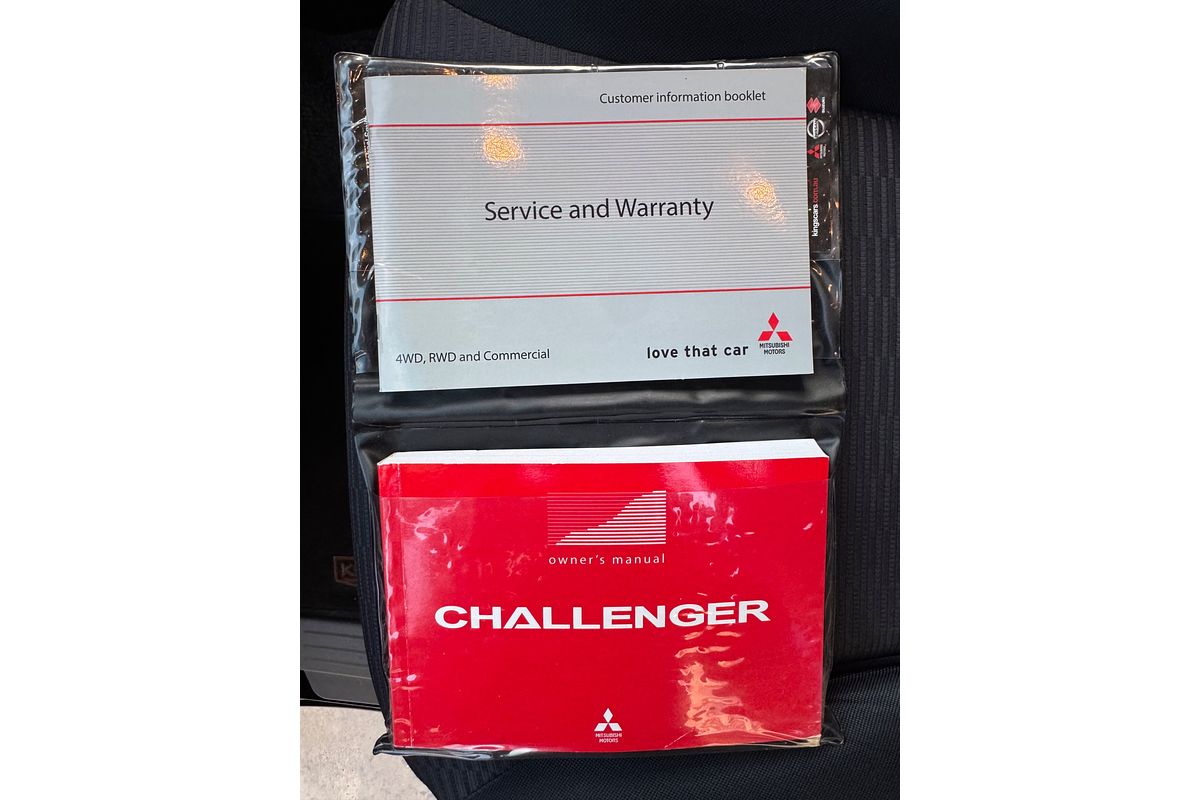 Customer information booklet
Service and Warranty
4WD, RWD and Commercial
love that car
MITSUBISHI
MOTORS
kingscars.com.au
owner's manual
CHALLENGER
MITSUBISHI
MOTORS